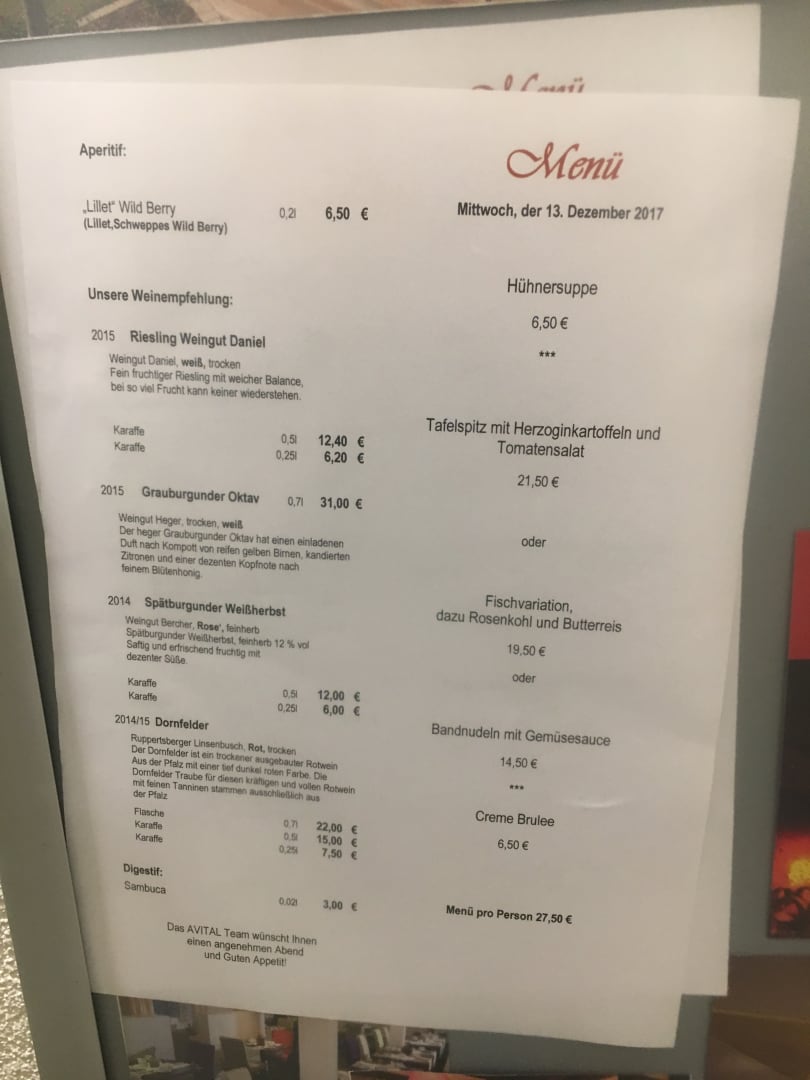 Menü
Aperitif:
„Lillet“ Wild Berry 0,2l 6,50 €
(Lillet,Schweppes Wild Berry)
Unsere Weinempfehlung:
2015 Riesling Weingut Daniel
Weingut Daniel, weiß, trocken
Fein fruchtiger Riesling mit weicher Balance,
bei so viel Frucht kann keiner wiederstehen.
Karaffe 0,5l 12,40 €
Karaffe 0,25l 6,20 €
2015 Grauburgunder Oktav 0,7l 31,00 €
Weingut Heger, trocken, weiß
Der heger Grauburgunder Oktav hat einen einladenen
Duft nach Kompott von reifen gelben Birnen, kandierten
Zitronen und einer dezenten Kopfnote nach
feinem Blütenhonig.
2014 Spätburgunder Weißherbst
Weingut Bercher, Rose', feinherb
Spätburgunder Weißherbst, feinherb 12 % vol
Saftig und erfrischend fruchtig mit
dezenter Süße.
Karaffe 0,5l 12,00 €
Karaffe 0,25l 6,00 €
2014/15 Dornfelder
Ruppertsberger Linsenbusch, Rot, trocken
Der Dornfelder ist ein trockener ausgebauter Rotwein
Aus der Pfalz mit einer tief dunkel roten Farbe. Die
Dornfelder Traube für diesen kräftigen und vollen Rotwein
mit feinen Tanninen stammen ausschließlich aus
der Pfalz
Flasche 0,7l 22,00 €
Karaffe 0,5l 15,00 €
Karaffe 0,25l 7,50 €
Digestif:
Sambuca 0,02l 3,00 €
Das AVITAL Team wünscht Ihnen
einen angenehmen Abend
und Guten Appetit!
Menü
Mittwoch, der 13. Dezember 2017
Hühnersuppe
6,50 €
***
Tafelspitz mit Herzoginkartoffeln und
Tomatensalat
21,50 €
oder
Fischvariation,
dazu Rosenkohl und Butterreis
19,50 €
oder
Bandnudeln mit Gemüsesauce
14,50 €
***
Creme Brulee
6,50 €
Menü pro Person 27,50 €